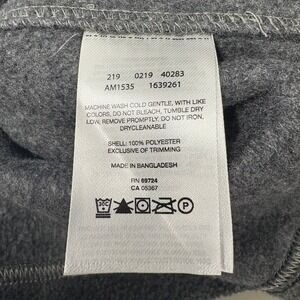 219 0219 40283
AM1535 1639261
MACHINE WASH COLD GENTLE, WITH LIKE
COLORS, DO NOT BLEACH, TUMBLE DRY
LOW, REMOVE PROMPTLY, DO NOT IRON,
DRYCLEANABLE
SHELL: 100% POLYESTER
EXCLUSIVE OF TRIMMING
MADE IN BANGLADESH
RN 69724
CA 05367